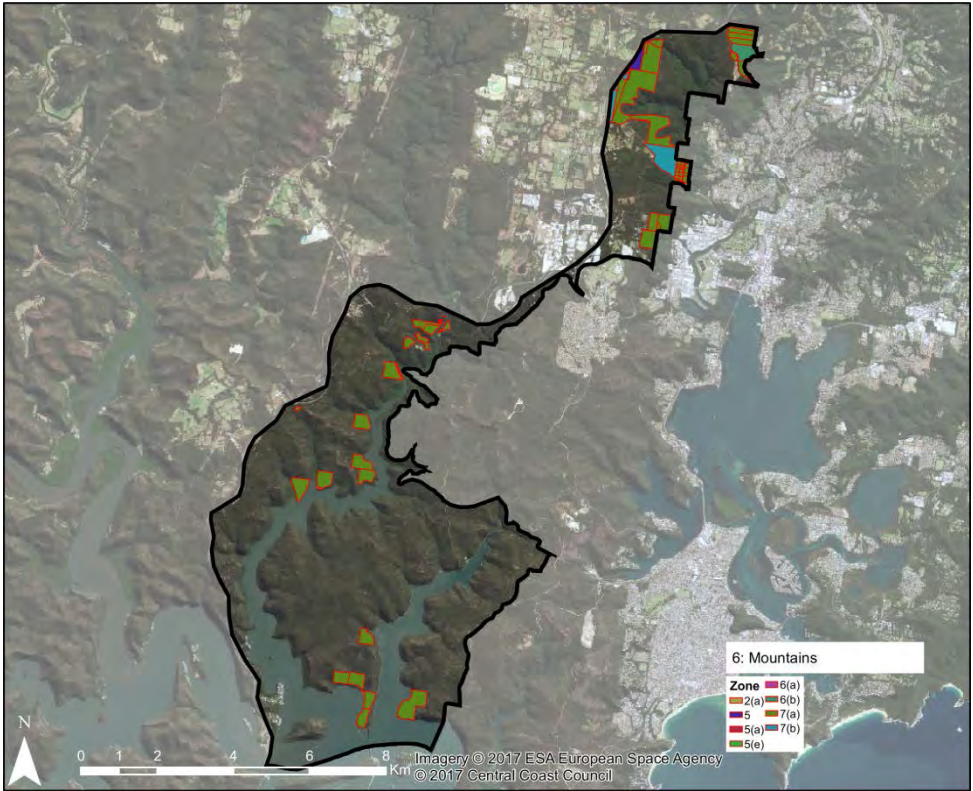 6: Mountains
Zone
2(a)
5
5(a)
5(e)
6(a)
6(b)
7(a)
7(b)
N
0 2 4 6 8
Km
Imagery © 2017 ESA European Space Agency
© 2017 Central Coast Council